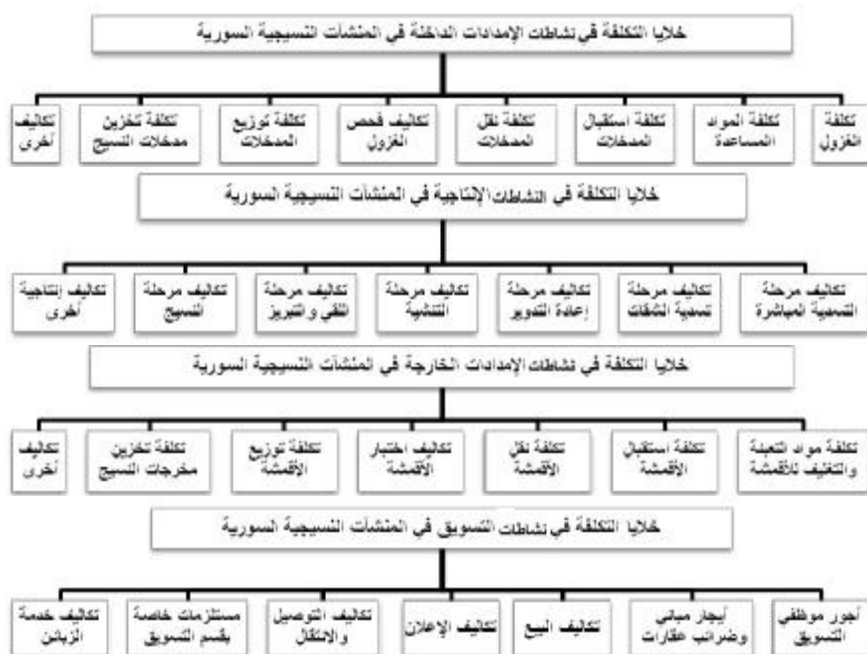 خلايا التكلفة في نشاطات الإمدادات الداخلة في المنشآت النسيجية السورية
تكلفة
الغزول
تكلفة المواد
المساعدة
تكلفة استقبال
المدخلات
تكلفة نقل
المدخلات
تكاليف فحص
الغزول
تكلفة توزيع
المدخلات
تكلفة تخزين
مدخلات النسيج
تكاليف
أخرى
خلايا التكلفة في النشاطات الإنتاجية في المنشآت النسيجية السورية
تكاليف مرحلة
التسدية المباشرة
تكاليف مرحلة
تسدية الشقات
تكاليف مرحلة
إعادة التدوير
تكاليف مرحلة
التنشية
تكاليف مرحلة
اللقي والتبريز
تكاليف مرحلة
النسيج
تكاليف إنتاجية
أخرى
خلايا التكلفة في نشاطات الإمدادات الخارجة في المنشآت النسيجية السورية
تكلفة مواد التعبئة
والتغليف للأقمشة
تكلفة استقبال
الأقمشة
تكلفة نقل
الأقمشة
تكاليف اختبار
الأقمشة
تكلفة توزيع
الأقمشة
تكلفة تخزين
مخرجات النسيج
تكاليف
أخرى
خلايا التكلفة في نشاطات التسويق في المنشآت النسيجية السورية
أجور موظفي
التسويق
أيجار مباني
وضرائب عقارات
تكاليف البيع
تكاليف الإعلان
تكاليف التوصيل
والانتقال
مستلزمات خاصة
بقسم التسويق
تكاليف خدمة
الزبائن